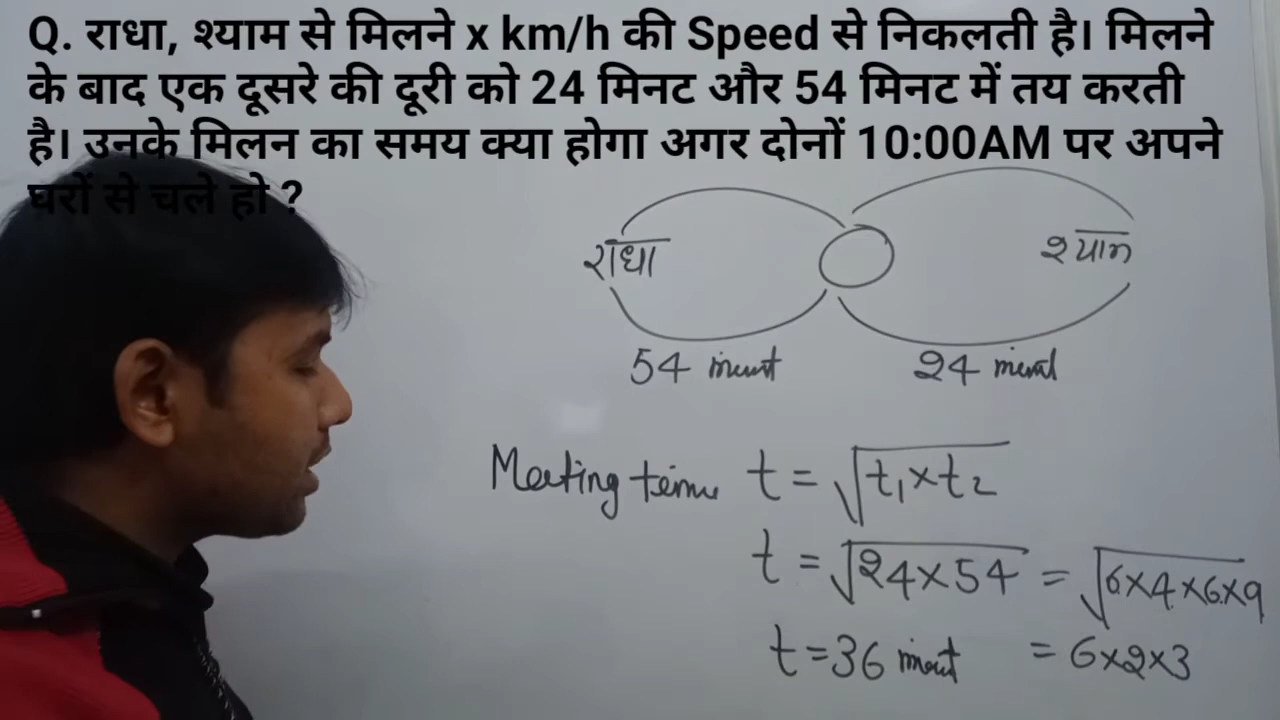 Q. राधा, श्याम से मिलने x km/h की Speed से निकलती है। मिलने
के बाद एक दूसरे की दूरी को 24 मिनट और 54 मिनट में तय करती
है। उनके मिलन का समय क्या होगा अगर दोनों 10:00AM पर अपने
घरों से चले हो ?
राधा श्याम
54 minut 24 minut
Meeting time t = √t₁×t₂
t = √24×54 = √6×4×6×9
t = 36 minut = 6×2×3